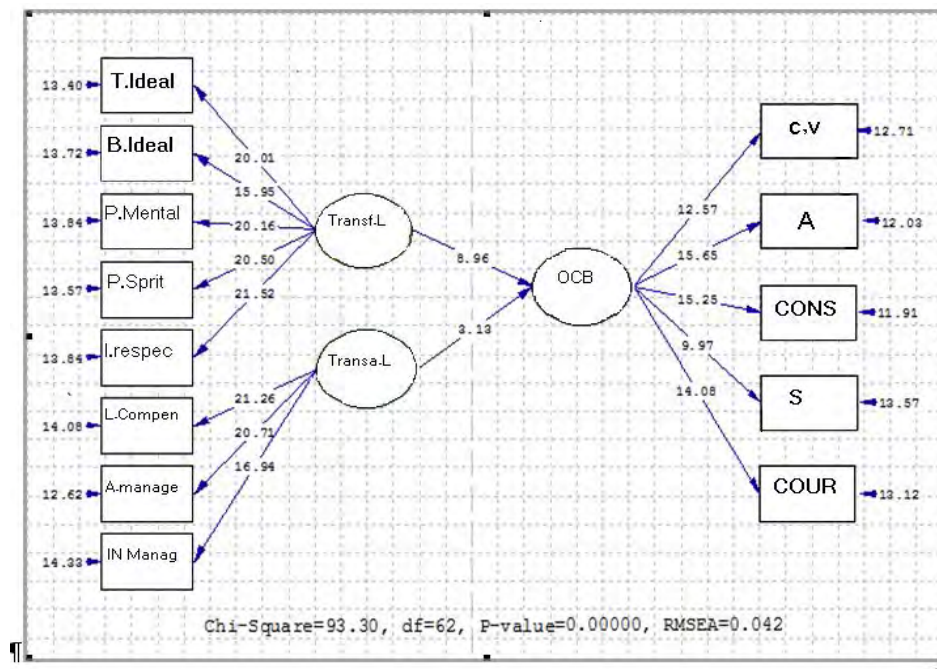 13.40
T.Ideal
13.72
B.Ideal
13.84
P.Mental
13.57
P.Sprit
13.84
I.respec
14.08
L.Compen
12.62
A.manage
14.33
IN Manag
20.01
15.95
20.16
20.50
21.52
21.26
20.71
16.94
Transf.L
Transa.L
8.96
3.13
OCB
12.57
15.65
15.25
9.97
14.08
c,v
12.71
A
12.03
CONS
11.91
S
13.57
COUR
13.12
Chi-Square=93.30, df=62, P-value=0.00000, RMSEA=0.042
¶